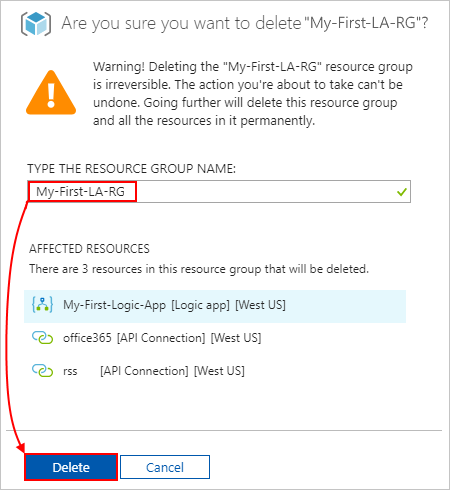 Are you sure you want to delete "My-First-LA-RG"?
Warning! Deleting the "My-First-LA-RG" resource group
is irreversible. The action you're about to take can't be
undone. Going further will delete this resource group
and all the resources in it permanently.
TYPE THE RESOURCE GROUP NAME:
My-First-LA-RG
AFFECTED RESOURCES
There are 3 resources in this resource group that will be deleted.
My-First-Logic-App [Logic app] [West US]
office365 [API Connection] [West US]
rss [API Connection] [West US]
Delete Cancel